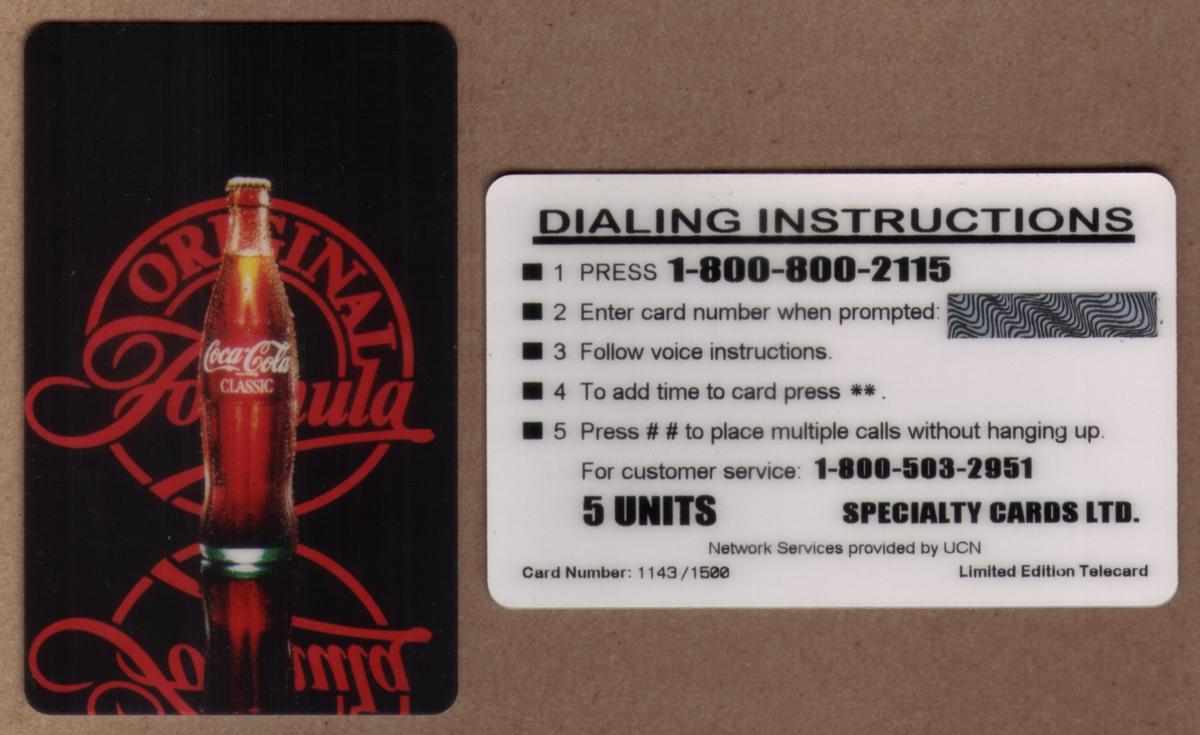 ORIGINAL
Formula
Coca-Cola
CLASSIC
DIALING INSTRUCTIONS
1 PRESS 1-800-800-2115
2 Enter card number when prompted:
3 Follow voice instructions.
4 To add time to card press **.
5 Press # # to place multiple calls without hanging up.
For customer service: 1-800-503-2951
5 UNITS SPECIALTY CARDS LTD.
Network Services provided by UCN
Card Number: 1143/1500 Limited Edition Telecard